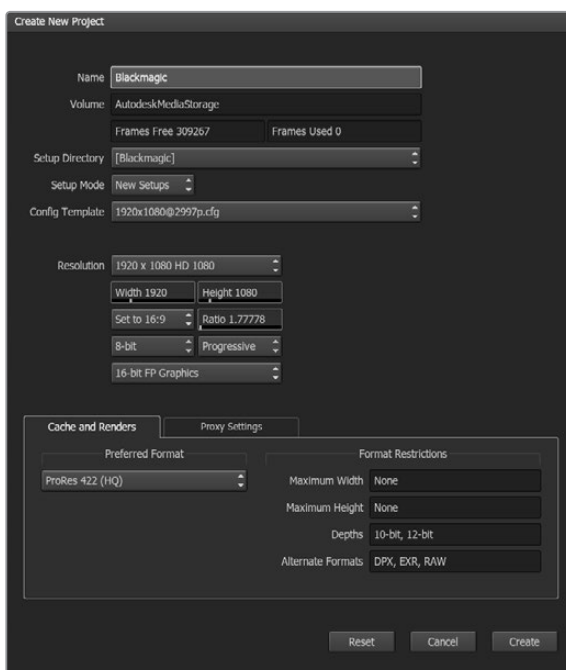 Create New Project
Name Blackmagic
Volume AutodeskMediaStorage
Frames Free 309267 Frames Used 0
Setup Directory [Blackmagic]
Setup Mode New Setups
Config Template 1920x1080@2997p.cfg
Resolution 1920 x 1080 HD 1080
Width 1920 Height 1080
Set to 16:9 Ratio 1.77778
8-bit Progressive
16-bit FP Graphics
Cache and Renders Proxy Settings
Preferred Format Format Restrictions
ProRes 422 (HQ) Maximum Width None
Maximum Height None
Depths 10-bit, 12-bit
Alternate Formats DPX, EXR, RAW
Reset Cancel Create